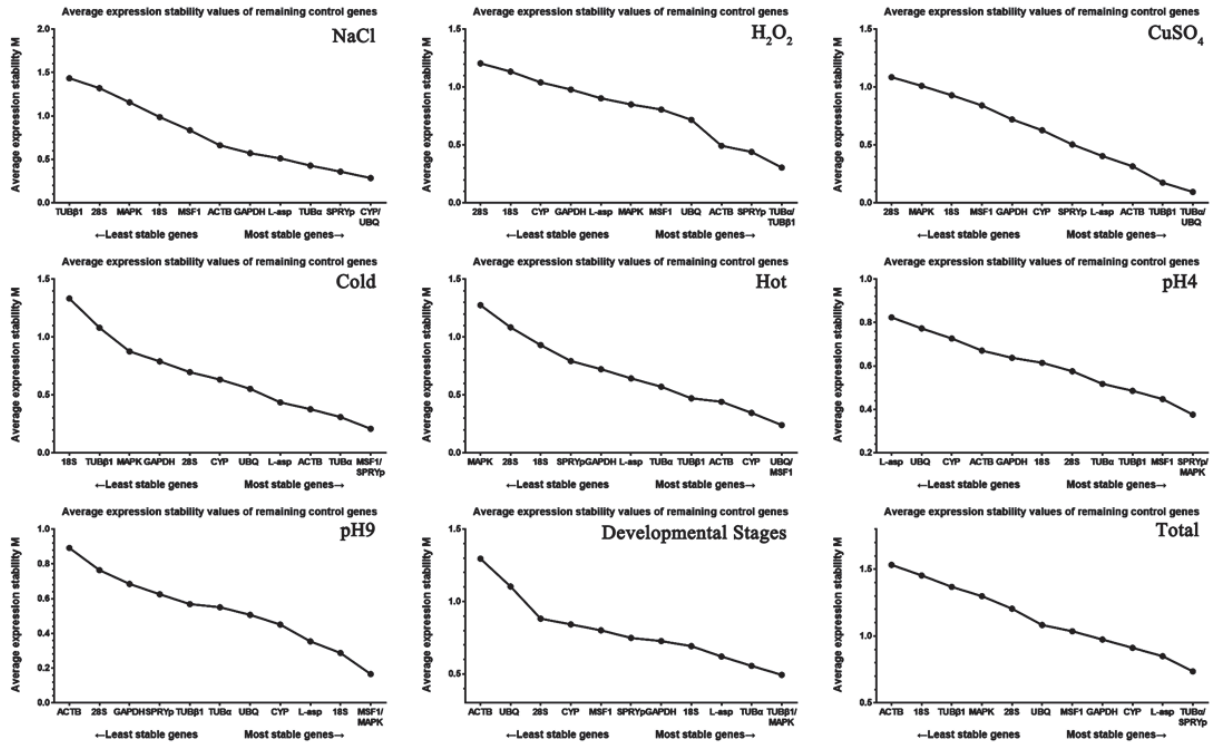 Average expression stability values of remaining control genes
NaCl
Average expression stability M
2.0
1.5
1.0
0.5
0.0
TUBβ1 28S MAPK 18S MSF1 ACTB GAPDH L-asp TUBα SPRYp CYP/
UBQ
←Least stable genes Most stable genes→
Average expression stability values of remaining control genes
H2O2
Average expression stability M
1.5
1.0
0.5
0.0
28S 18S CYP GAPDH L-asp MAPK MSF1 UBQ ACTB SPRYp TUBα/
TUBβ1
←Least stable genes Most stable genes→
Average expression stability values of remaining control genes
CuSO4
Average expression stability M
1.5
1.0
0.5
0.0
28S MAPK 18S MSF1 GAPDH CYP SPRYp L-asp ACTB TUBβ1 TUBα/
UBQ
←Least stable genes Most stable genes→
Average expression stability values of remaining control genes
Cold
Average expression stability M
1.5
1.0
0.5
0.0
18S TUBβ1 MAPK GAPDH 28S CYP UBQ L-asp ACTB TUBα MSF1/
SPRYp
←Least stable genes Most stable genes→
Average expression stability values of remaining control genes
Hot
Average expression stability M
1.5
1.0
0.5
0.0
MAPK 28S 18S SPRYp GAPDH L-asp TUBα TUBβ1 ACTB CYP UBQ/
MSF1
←Least stable genes Most stable genes→
Average expression stability values of remaining control genes
pH4
Average expression stability M
1.0
0.8
0.6
0.4
0.2
L-asp UBQ CYP ACTB GAPDH 18S 28S TUBα TUBβ1 MSF1 SPRYp/
MAPK
←Least stable genes Most stable genes→
Average expression stability values of remaining control genes
pH9
Average expression stability M
1.0
0.8
0.6
0.4
0.2
0.0
ACTB 28S GAPDH SPRYp TUBβ1 TUBα UBQ CYP L-asp 18S MSF1/
MAPK
←Least stable genes Most stable genes→
Average expression stability values of remaining control genes
Developmental Stages
Average expression stability M
1.5
1.0
0.5
ACTB UBQ 28S CYP MSF1 SPRYp GAPDH 18S L-asp TUBα TUBβ1/
MAPK
←Least stable genes Most stable genes→
Average expression stability values of remaining control genes
Total
Average expression stability M
1.5
1.0
0.5
ACTB 18S TUBβ1 MAPK 28S UBQ MSF1 GAPDH CYP L-asp TUBα/
SPRYp
←Least stable genes Most stable genes→